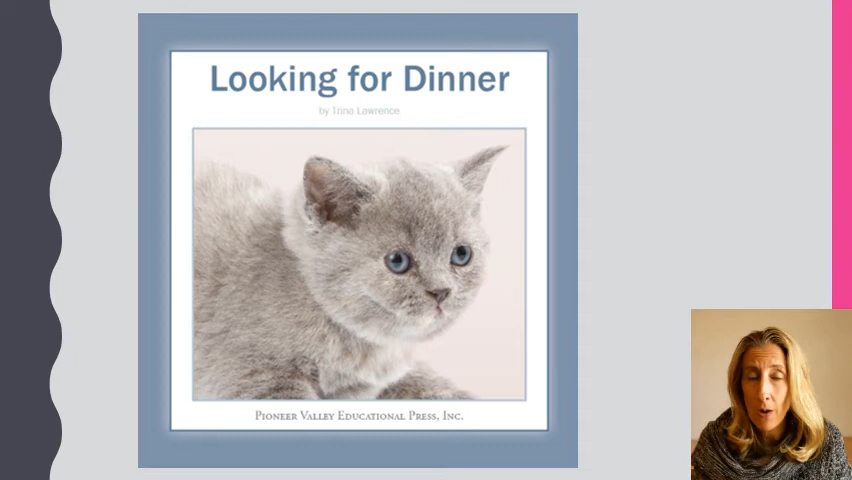 Looking for Dinner
by Trina Lawrence
Pioneer Valley Educational Press, Inc.